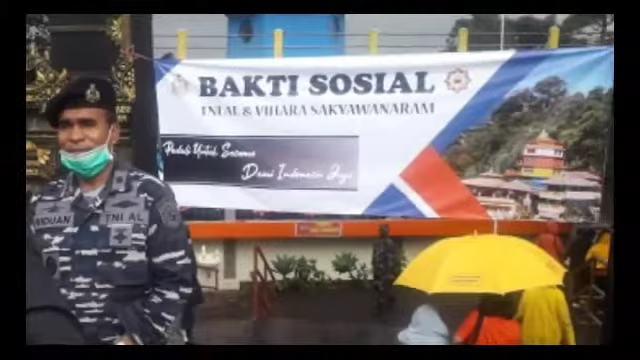 BAKTI SOSIAL
TNI AL & VIHARA SAKYAWANARAM
Peduli Untuk Sesama
Demi Indonesia Jaya
TNI AL